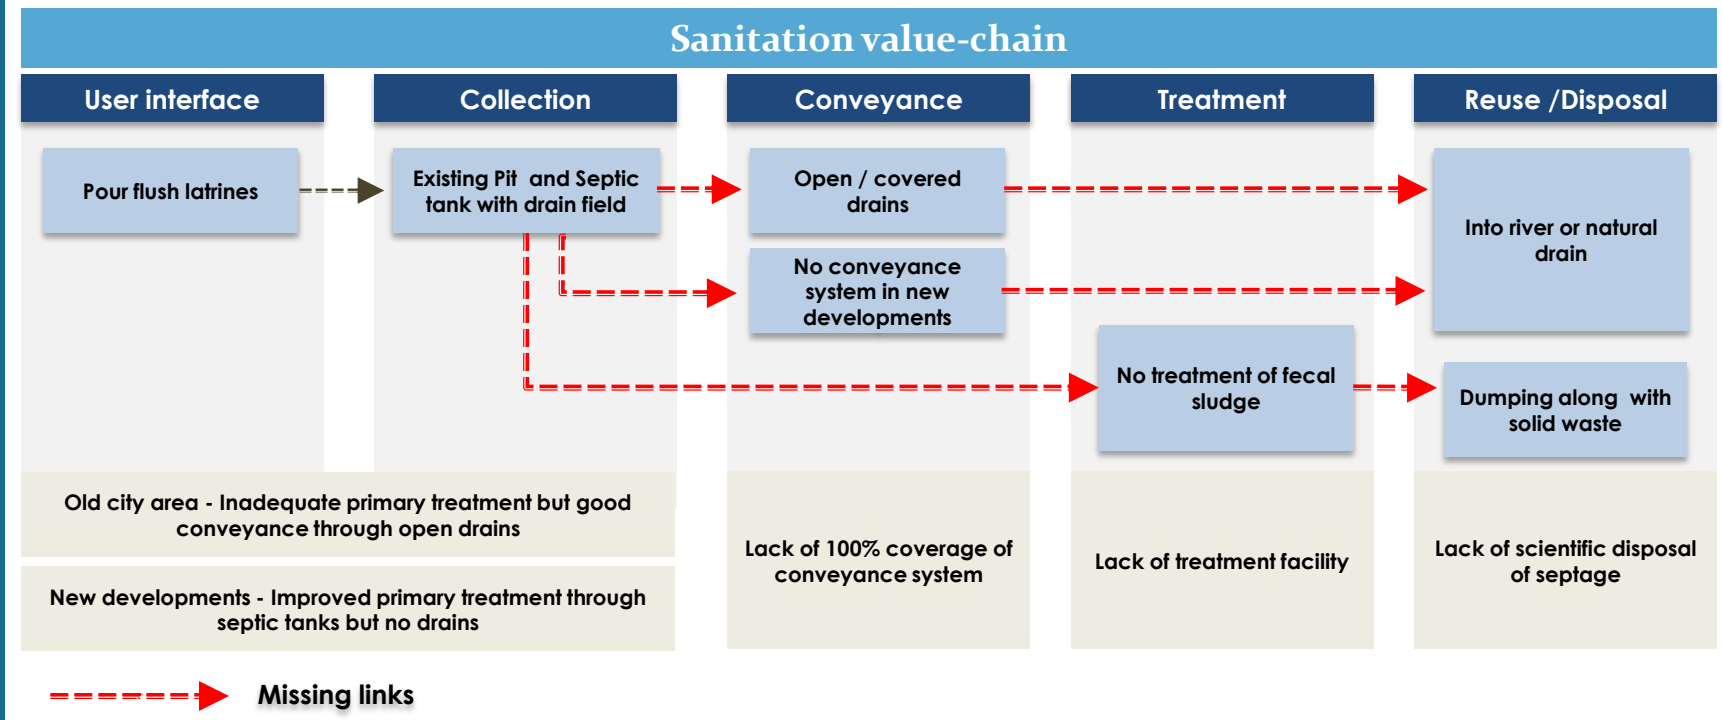 Sanitation value-chain
User interface
Collection
Conveyance
Treatment
Reuse /Disposal
Pour flush latrines
Existing Pit and Septic
tank with drain field
Open / covered
drains
No conveyance
system in new
developments
No treatment of fecal
sludge
Into river or natural
drain
Dumping along with
solid waste
Old city area - Inadequate primary treatment but good
conveyance through open drains
New developments - Improved primary treatment through
septic tanks but no drains
Lack of 100% coverage of
conveyance system
Lack of treatment facility
Lack of scientific disposal
of septage
Missing links